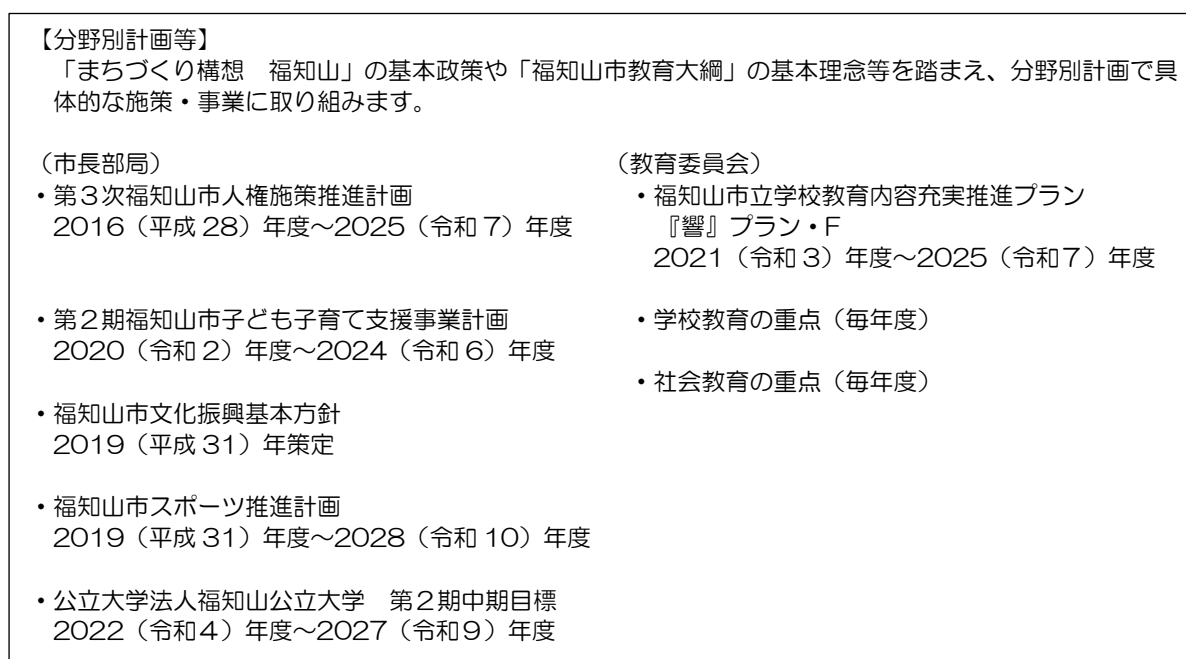 【分野別計画等】
「まちづくり構想　福知山」の基本政策や「福知山市教育大綱」の基本理念等を踏まえ、分野別計画で具
体的な施策・事業に取り組みます。
（市長部局）
・第３次福知山市人権施策推進計画
２０１６（平成 28）年度～２０２５（令和 7）年度
・第２期福知山市子ども子育て支援事業計画
２０２０（令和 2）年度～２０２４（令和 6）年度
・福知山市文化振興基本方針
２０１９（平成 31）年策定
・福知山市スポーツ推進計画
２０１９（平成 31）年度～２０２８（令和 10）年度
・公立大学法人福知山公立大学　第２期中期目標
２０２２（令和４）年度～２０２７（令和９）年度
（教育委員会）
・福知山市立学校教育内容充実推進プラン
『響』プラン・Ｆ
２０２１（令和 3）年度～２０２５（令和７）年度
・学校教育の重点（毎年度）
・社会教育の重点（毎年度）